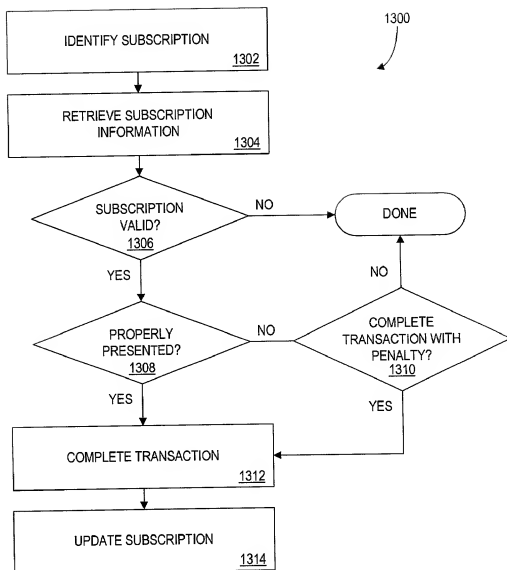 1300
IDENTIFY SUBSCRIPTION
1302
RETRIEVE SUBSCRIPTION
INFORMATION
1304
SUBSCRIPTION
VALID?
1306
NO
DONE
YES
NO
PROPERLY
PRESENTED?
1308
NO
COMPLETE
TRANSACTION WITH
PENALTY?
1310
YES
YES
COMPLETE TRANSACTION
1312
UPDATE SUBSCRIPTION
1314